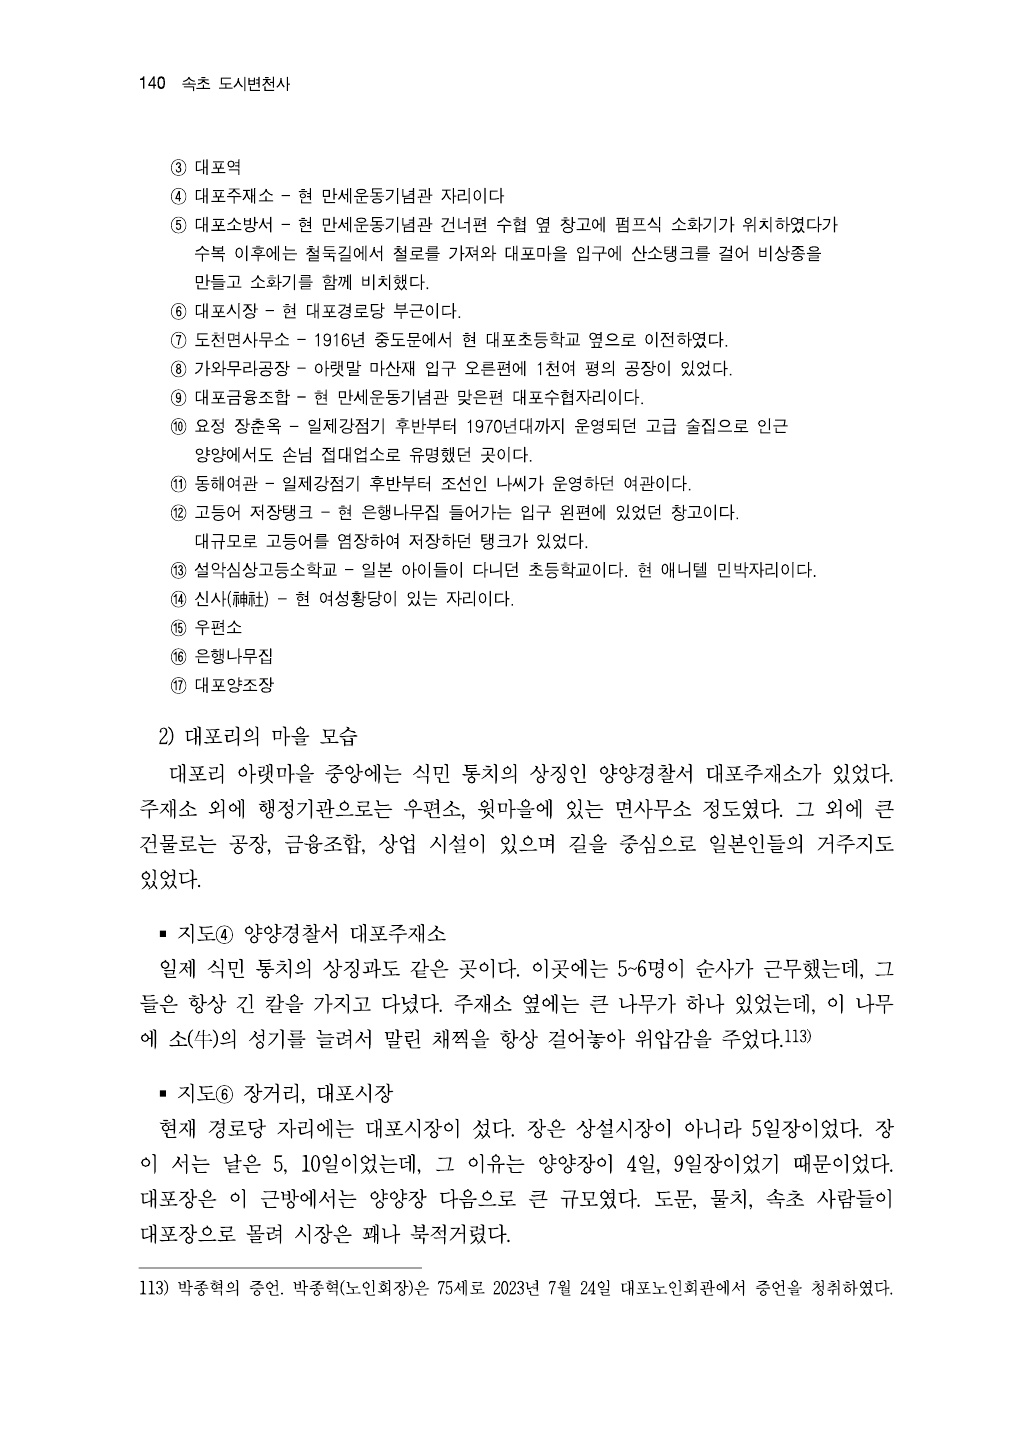 140 속초 도시변천사
③ 대포역
④ 대포주재소 – 현 만세운동기념관 자리이다
⑤ 대포소방서 – 현 만세운동기념관 건너편 수협 옆 창고에 펌프식 소화기가 위치하였다가
수복 이후에는 철둑길에서 철로를 가져와 대포마을 입구에 산소탱크를 걸어 비상종을
만들고 소화기를 함께 비치했다.
⑥ 대포시장 – 현 대포경로당 부근이다.
⑦ 도천면사무소 – 1916년 중도문에서 현 대포초등학교 옆으로 이전하였다.
⑧ 가와무라공장 – 아랫말 마산재 입구 오른편에 1천여 평의 공장이 있었다.
⑨ 대포금융조합 – 현 만세운동기념관 맞은편 대포수협자리이다.
⑩ 요정 장춘옥 – 일제강점기 후반부터 1970년대까지 운영되던 고급 술집으로 인근
양양에서도 손님 접대업소로 유명했던 곳이다.
⑪ 동해여관 – 일제강점기 후반부터 조선인 나씨가 운영하던 여관이다.
⑫ 고등어 저장탱크 – 현 은행나무집 들어가는 입구 왼편에 있었던 창고이다.
대규모로 고등어를 염장하여 저장하던 탱크가 있었다.
⑬ 설악심상고등소학교 – 일본 아이들이 다니던 초등학교이다. 현 애니텔 민박자리이다.
⑭ 신사(神社) – 현 여성황당이 있는 자리이다.
⑮ 우편소
⑯ 은행나무집
⑰ 대포양조장
2) 대포리의 마을 모습
대포리 아랫마을 중앙에는 식민 통치의 상징인 양양경찰서 대포주재소가 있었다.
주재소 외에 행정기관으로는 우편소, 윗마을에 있는 면사무소 정도였다. 그 외에 큰
건물로는 공장, 금융조합, 상업 시설이 있으며 길을 중심으로 일본인들의 거주지도
있었다.
▪ 지도④ 양양경찰서 대포주재소
일제 식민 통치의 상징과도 같은 곳이다. 이곳에는 5~6명이 순사가 근무했는데, 그
들은 항상 긴 칼을 가지고 다녔다. 주재소 옆에는 큰 나무가 하나 있었는데, 이 나무
에 소(牛)의 성기를 늘려서 말린 채찍을 항상 걸어놓아 위압감을 주었다.113)
▪ 지도⑥ 장거리, 대포시장
현재 경로당 자리에는 대포시장이 섰다. 장은 상설시장이 아니라 5일장이었다. 장
이 서는 날은 5, 10일이었는데, 그 이유는 양양장이 4일, 9일장이었기 때문이었다.
대포장은 이 근방에서는 양양장 다음으로 큰 규모였다. 도문, 물치, 속초 사람들이
대포장으로 몰려 시장은 꽤나 북적거렸다.
113) 박종혁의 증언. 박종혁(노인회장)은 75세로 2023년 7월 24일 대포노인회관에서 증언을 청취하였다.